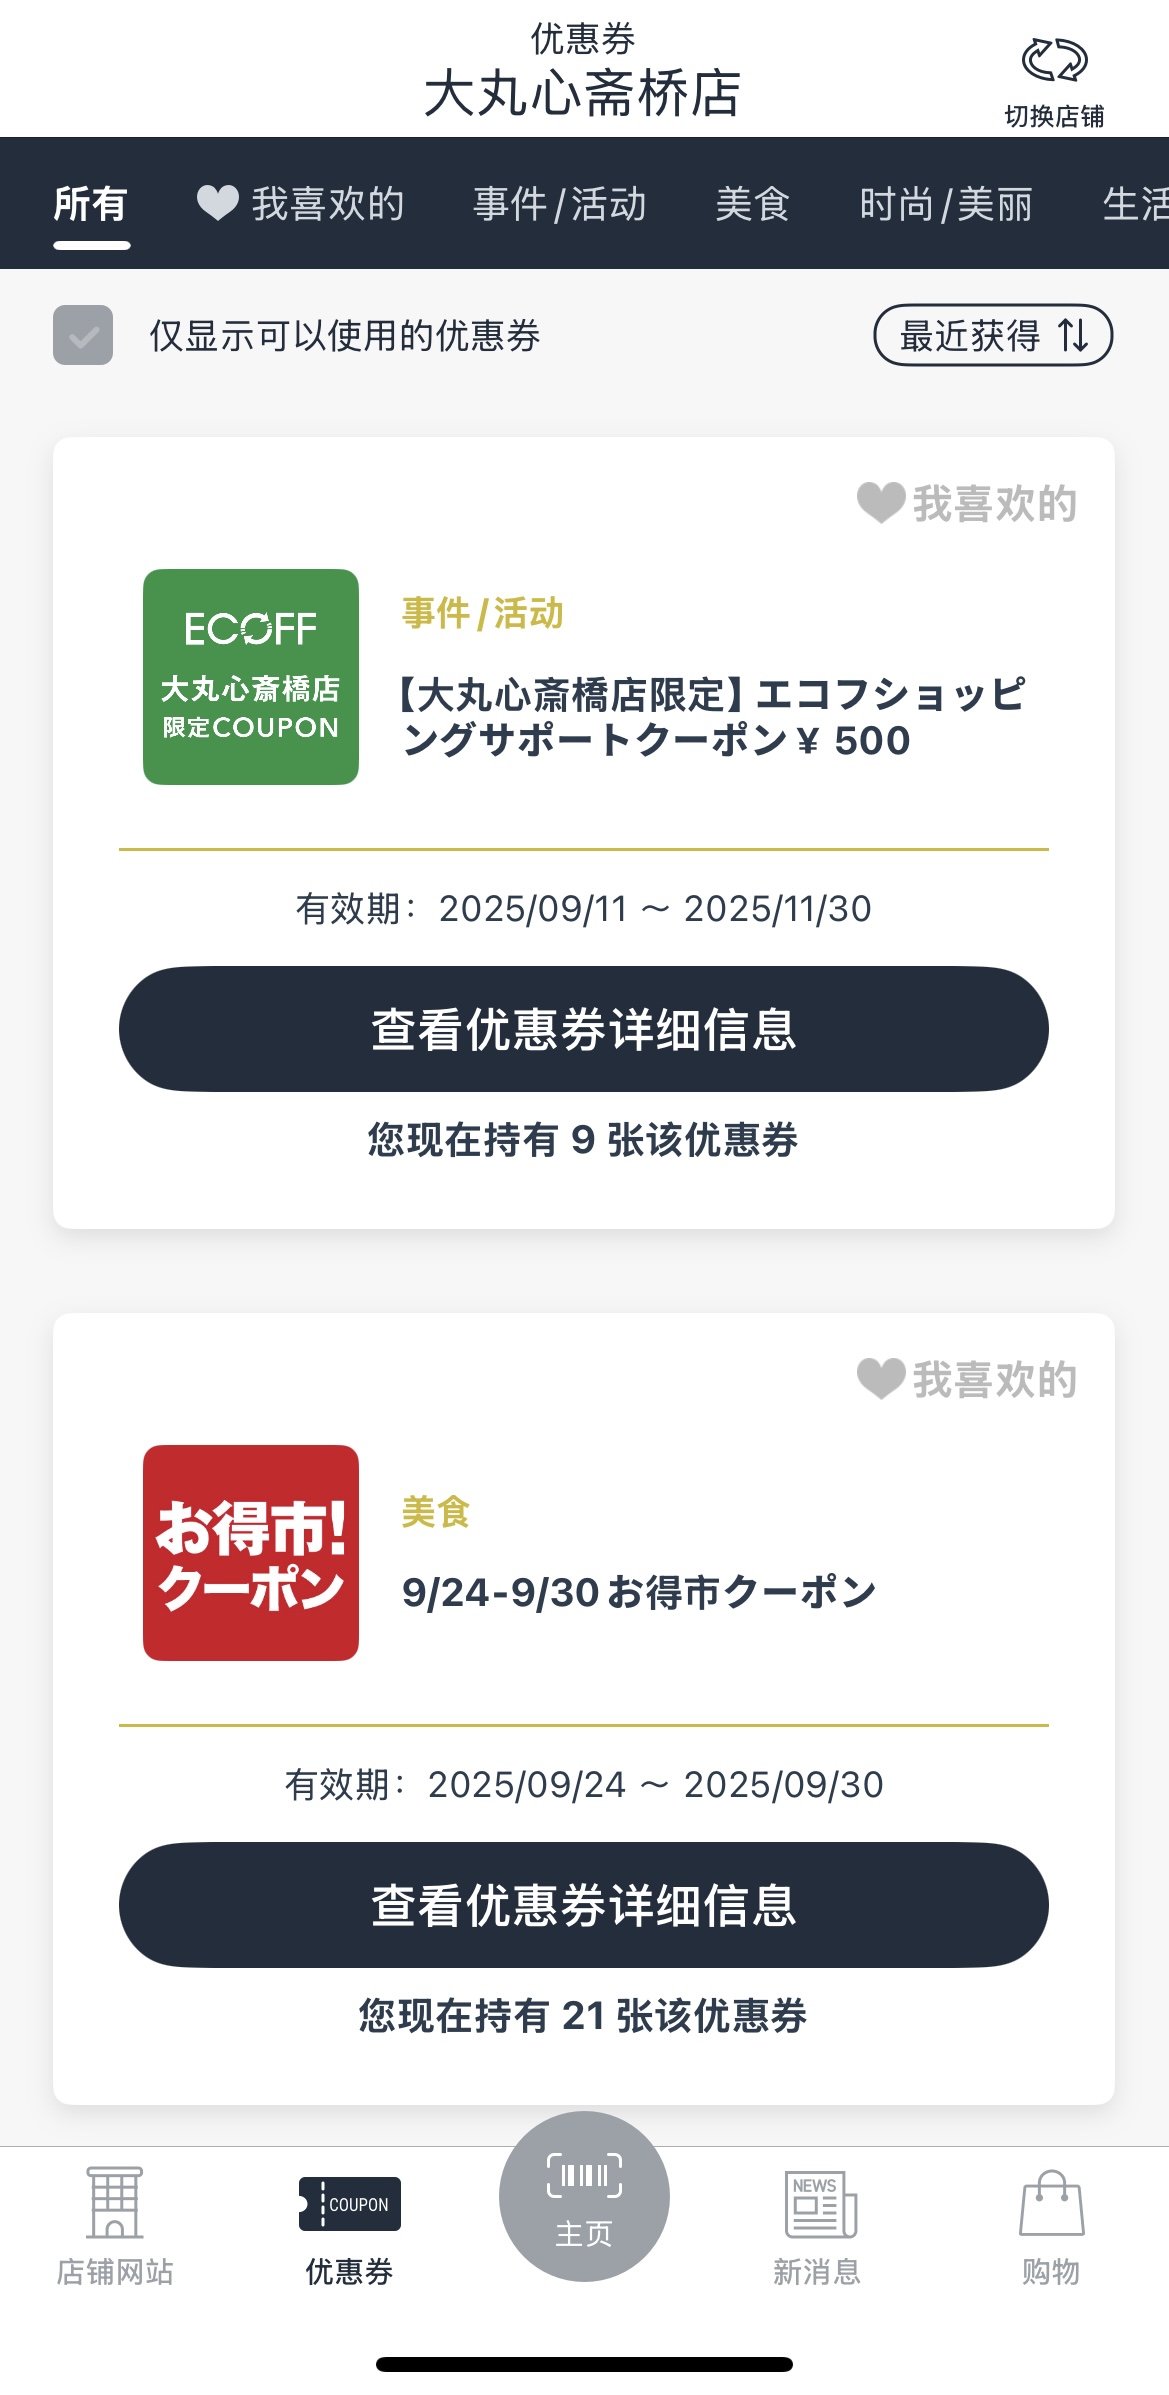 优惠券
大丸心斋桥店
切换店铺
所有 我喜欢的 事件/活动 美食 时尚/美丽 生活
仅显示可以使用的优惠券
最近获得
我喜欢的
ECOFF
大丸心斎橋店
限定COUPON
事件/活动
【大丸心斎橋店限定】エコフショッピ
ングサポートクーポン¥ 500
有效期： 2025/09/11 ～ 2025/11/30
查看优惠券详细信息
您现在持有 9 张该优惠券
我喜欢的
お得市!
クーポン
美食
9/24-9/30お得市クーポン
有效期： 2025/09/24 ～ 2025/09/30
查看优惠券详细信息
您现在持有 21 张该优惠券
COUPON
NEWS
店铺网站 优惠券 主页 新消息 购物